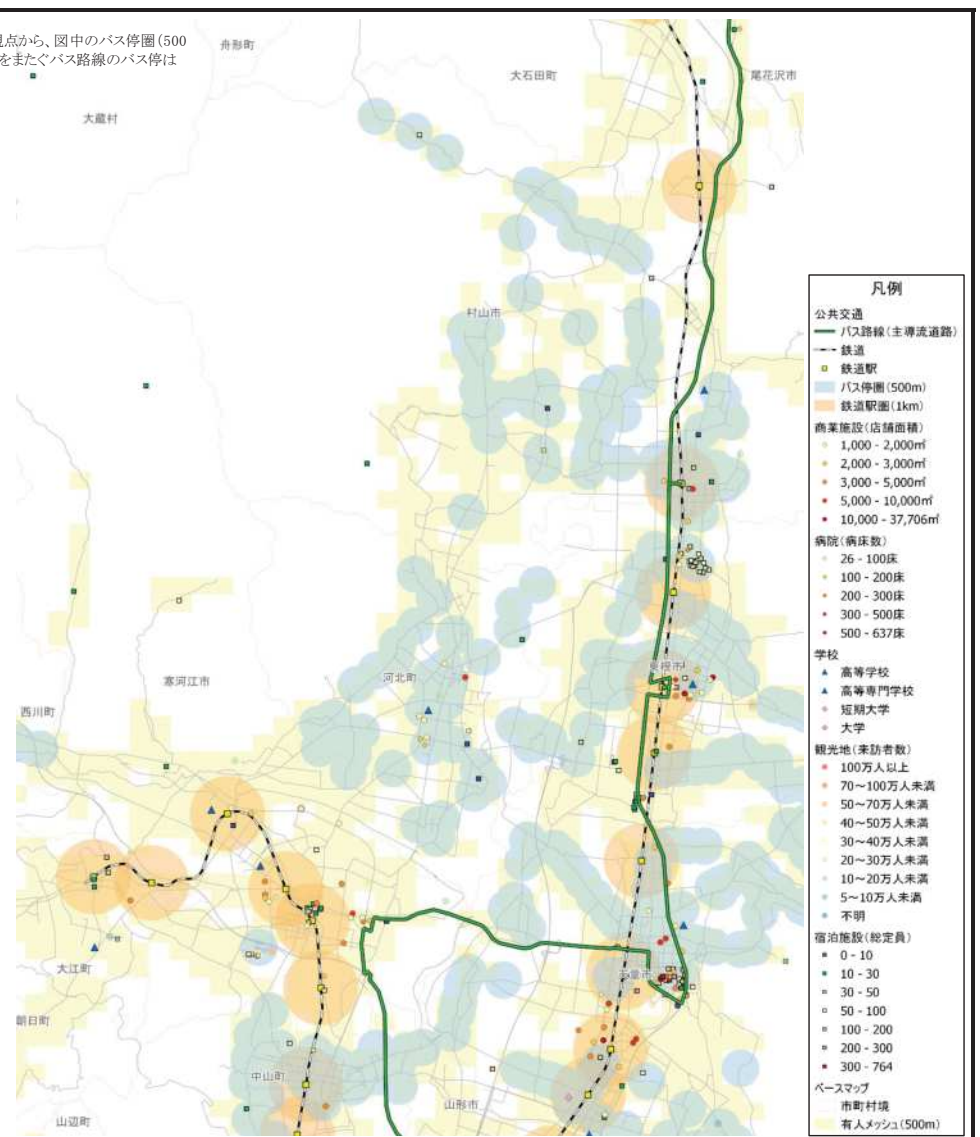 観点から、図中のバス停圏(500
をまたぐバス路線のバス停は
舟形町
大石田町
尾花沢市
大蔵村
村山市
東根市
寒河江市
河北町
西川町
天童市
大江町
朝日町
中山町
山形市
山辺町
凡例
公共交通
バス路線(主導流道路)
鉄道
鉄道駅
バス停圏(500m)
鉄道駅圏(1km)
商業施設(店舗面積)
1,000 - 2,000㎡
2,000 - 3,000㎡
3,000 - 5,000㎡
5,000 - 10,000㎡
10,000 - 37,706㎡
病院(病床数)
26 - 100床
100 - 200床
200 - 300床
300 - 500床
500 - 637床
学校
高等学校
高等専門学校
短期大学
大学
観光地(来訪者数)
100万人以上
70～100万人未満
50～70万人未満
40～50万人未満
30～40万人未満
20～30万人未満
10～20万人未満
5～10万人未満
不明
宿泊施設(総定員)
0 - 10
10 - 30
30 - 50
50 - 100
100 - 200
200 - 300
300 - 764
ベースマップ
市町村境
有人メッシュ(500m)